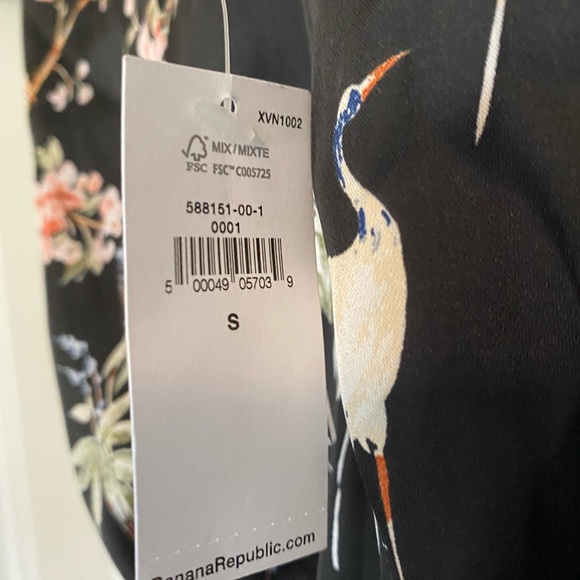 XVN1002
MIX/MIXTE
FSC FSC™ C005725
588151-00-1
0001
5 00049 05703 9
S
BananaRepublic.com